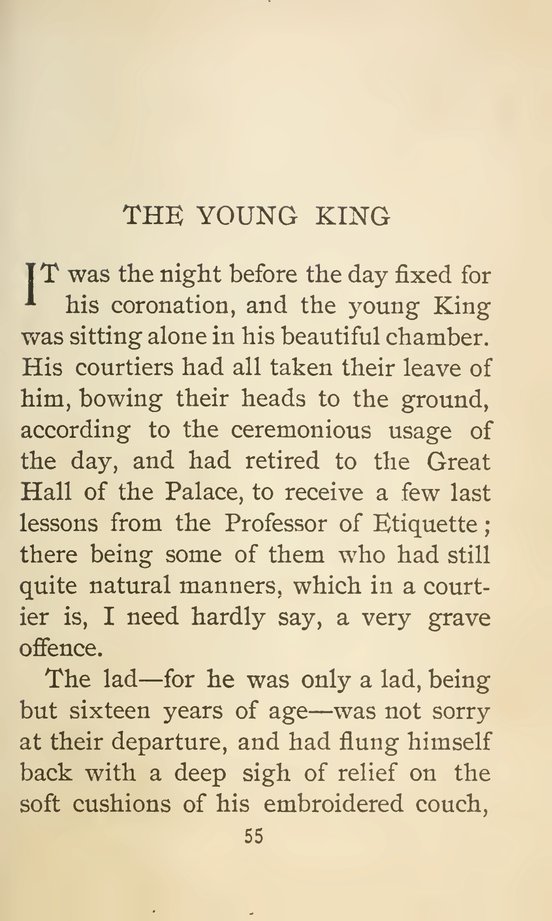 THE YOUNG KING
IT was the night before the day fixed for
his coronation, and the young King
was sitting alone in his beautiful chamber.
His courtiers had all taken their leave of
him, bowing their heads to the ground,
according to the ceremonious usage of
the day, and had retired to the Great
Hall of the Palace, to receive a few last
lessons from the Professor of Etiquette ;
there being some of them who had still
quite natural manners, which in a court-
ier is, I need hardly say, a very grave
offence.
The lad—for he was only a lad, being
but sixteen years of age—was not sorry
at their departure, and had flung himself
back with a deep sigh of relief on the
soft cushions of his embroidered couch,
55